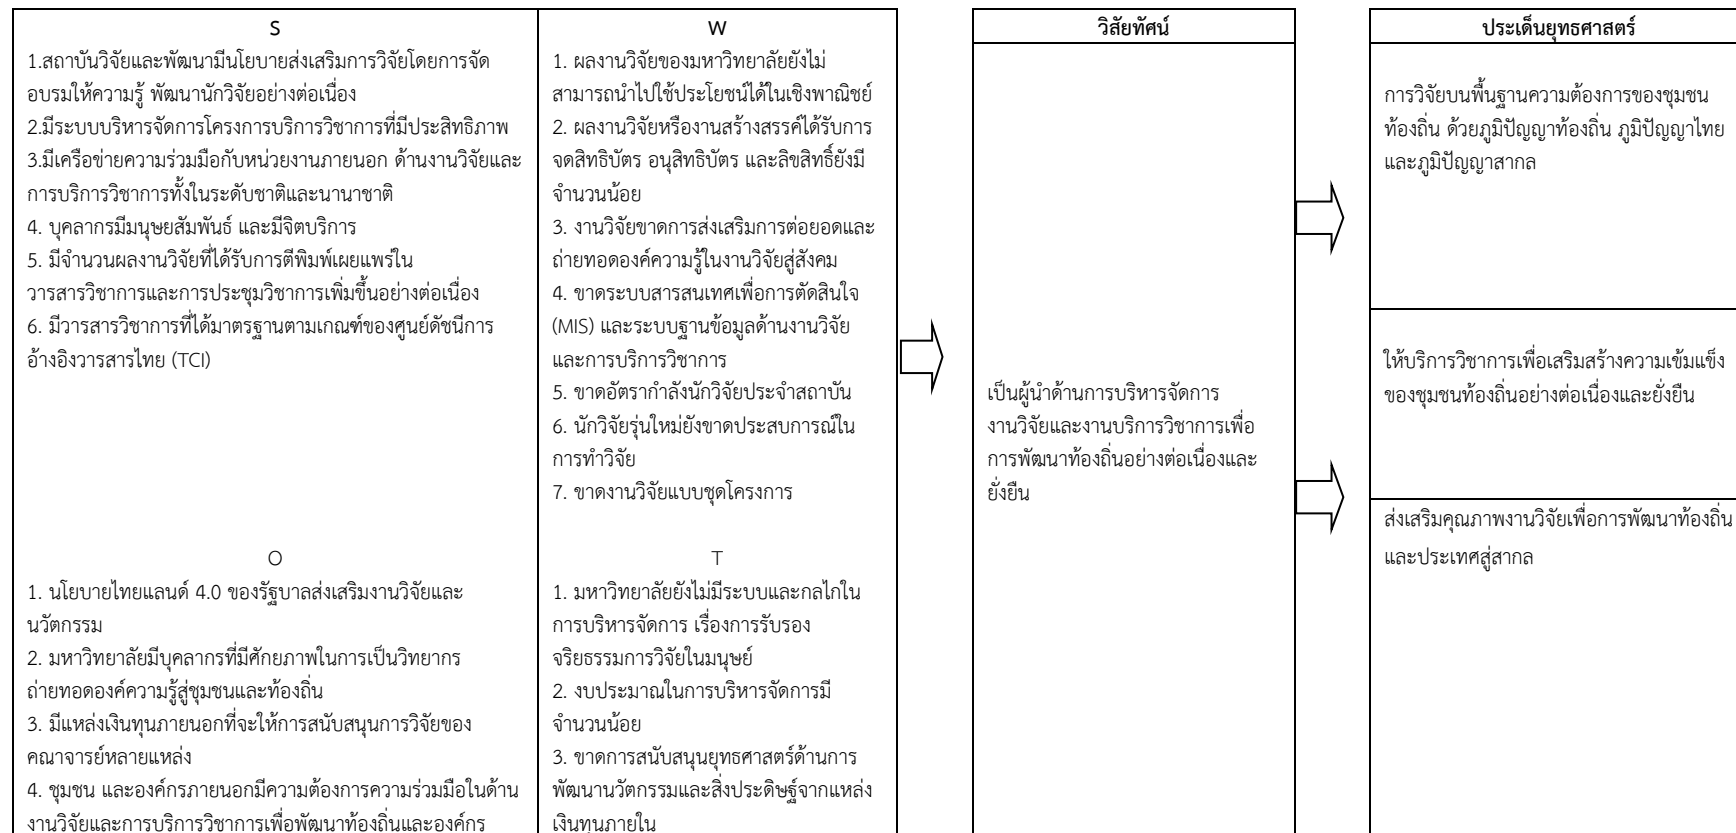 S
1.สถาบันวิจัยและพัฒนามีนโยบายส่งเสริมการวิจัยโดยการจัด
อบรมให้ความรู้ พัฒนานักวิจัยอย่างต่อเนื่อง
2.มีระบบบริหารจัดการโครงการบริการวิชาการที่มีประสิทธิภาพ
3.มีเครือข่ายความร่วมมือกับหน่วยงานภายนอก ด้านงานวิจัยและ
การบริการวิชาการทั้งในระดับชาติและนานาชาติ
4. บุคลากรมีมนุษยสัมพันธ์ และมีจิตบริการ
5. มีจำนวนผลงานวิจัยที่ได้รับการตีพิมพ์เผยแพร่ใน
วารสารวิชาการและการประชุมวิชาการเพิ่มขึ้นอย่างต่อเนื่อง
6. มีวารสารวิชาการที่ได้มาตรฐานตามเกณฑ์ของศูนย์ดัชนีการ
อ้างอิงวารสารไทย (TCI)
W
1. ผลงานวิจัยของมหาวิทยาลัยยังไม่
สามารถนำไปใช้ประโยชน์ได้ในเชิงพาณิชย์
2. ผลงานวิจัยหรืองานสร้างสรรค์ได้รับการ
จดสิทธิบัตร อนุสิทธิบัตร และลิขสิทธิ์ยังมี
จำนวนน้อย
3. งานวิจัยขาดการส่งเสริมการต่อยอดและ
ถ่ายทอดองค์ความรู้ในงานวิจัยสู่สังคม
4. ขาดระบบสารสนเทศเพื่อการตัดสินใจ
(MIS) และระบบฐานข้อมูลด้านงานวิจัย
และการบริการวิชาการ
5. ขาดอัตรากำลังนักวิจัยประจำสถาบัน
6. นักวิจัยรุ่นใหม่ยังขาดประสบการณ์ใน
การทำวิจัย
7. ขาดงานวิจัยแบบชุดโครงการ
O
1. นโยบายไทยแลนด์ 4.0 ของรัฐบาลส่งเสริมงานวิจัยและ
นวัตกรรม
2. มหาวิทยาลัยมีบุคลากรที่มีศักยภาพในการเป็นวิทยากร
ถ่ายทอดองค์ความรู้สู่ชุมชนและท้องถิ่น
3. มีแหล่งเงินทุนภายนอกที่จะให้การสนับสนุนการวิจัยของ
คณาจารย์หลายแหล่ง
4. ชุมชน และองค์กรภายนอกมีความต้องการความร่วมมือในด้าน
งานวิจัยและการบริการวิชาการเพื่อพัฒนาท้องถิ่นและองค์กร
T
1. มหาวิทยาลัยยังไม่มีระบบและกลไกใน
การบริหารจัดการ เรื่องการรับรอง
จริยธรรมการวิจัยในมนุษย์
2. งบประมาณในการบริหารจัดการมี
จำนวนน้อย
3. ขาดการสนับสนุนยุทธศาสตร์ด้านการ
พัฒนานวัตกรรมและสิ่งประดิษฐ์จากแหล่ง
เงินทุนภายใน
วิสัยทัศน์
เป็นผู้นำด้านการบริหารจัดการ
งานวิจัยและงานบริการวิชาการเพื่อ
การพัฒนาท้องถิ่นอย่างต่อเนื่องและ
ยั่งยืน
ประเด็นยุทธศาสตร์
การวิจัยบนพื้นฐานความต้องการของชุมชน
ท้องถิ่น ด้วยภูมิปัญญาท้องถิ่น ภูมิปัญญาไทย
และภูมิปัญญาสากล
ให้บริการวิชาการเพื่อเสริมสร้างความเข้มแข็ง
ของชุมชนท้องถิ่นอย่างต่อเนื่องและยั่งยืน
ส่งเสริมคุณภาพงานวิจัยเพื่อการพัฒนาท้องถิ่น
และประเทศสู่สากล